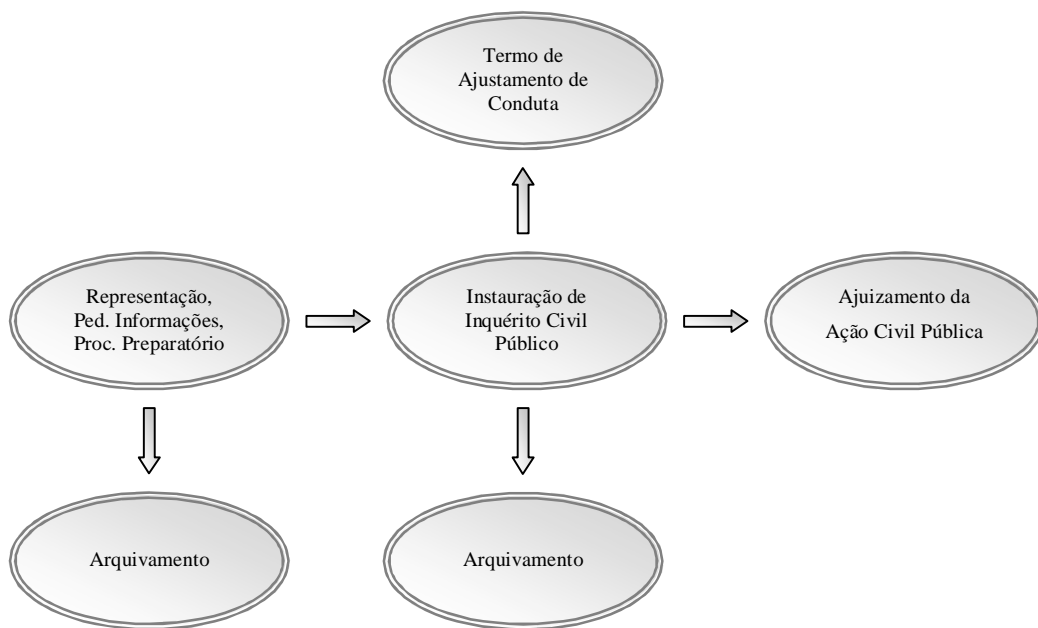 Termo de
Ajustamento de
Conduta
Representação,
Ped. Informações,
Proc. Preparatório
Instauração de
Inquérito Civil
Público
Ajuizamento da
Ação Civil Pública
Arquivamento
Arquivamento